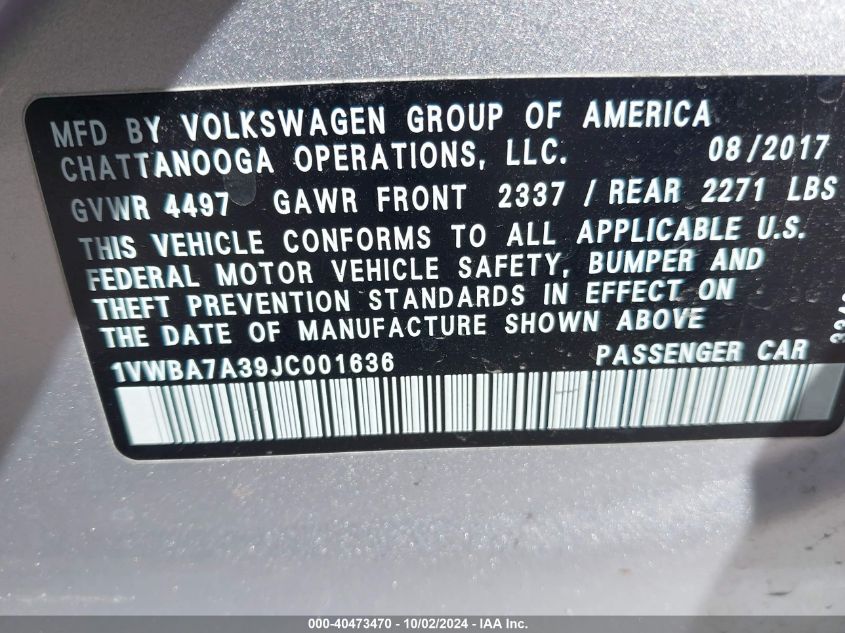 MFD BY VOLKSWAGEN GROUP OF AMERICA
CHATTANOOGA OPERATIONS, LLC. 08/2017
GVWR 4497 GAWR FRONT 2337 / REAR 2271 LBS
THIS VEHICLE CONFORMS TO ALL APPLICABLE U.S.
FEDERAL MOTOR VEHICLE SAFETY, BUMPER AND
THEFT PREVENTION STANDARDS IN EFFECT ON
THE DATE OF MANUFACTURE SHOWN ABOVE
1VWBA7A39JC001636 PASSENGER CAR
000-40473470 - 10/02/2024 - IAA Inc.